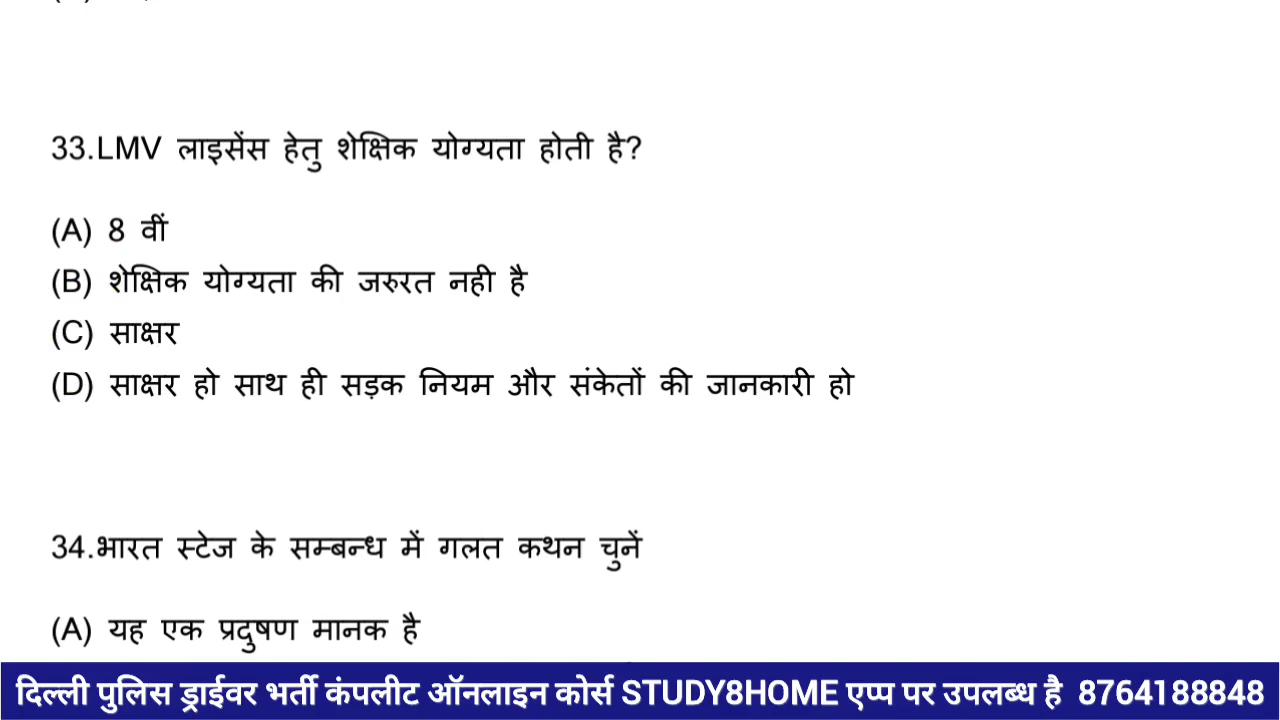 33.LMV लाइसेंस हेतु शेक्षिक योग्यता होती है?
(A) 8 वीं
(B) शेक्षिक योग्यता की जरुरत नही है
(C) साक्षर
(D) साक्षर हो साथ ही सड़क नियम और संकेतों की जानकारी हो
34.भारत स्टेज के सम्बन्ध में गलत कथन चुनें
(A) यह एक प्रदुषण मानक है
दिल्ली पुलिस ड्राईवर भर्ती कंपलीट ऑनलाइन कोर्स STUDY8HOME एप्प पर उपलब्ध है 8764188848